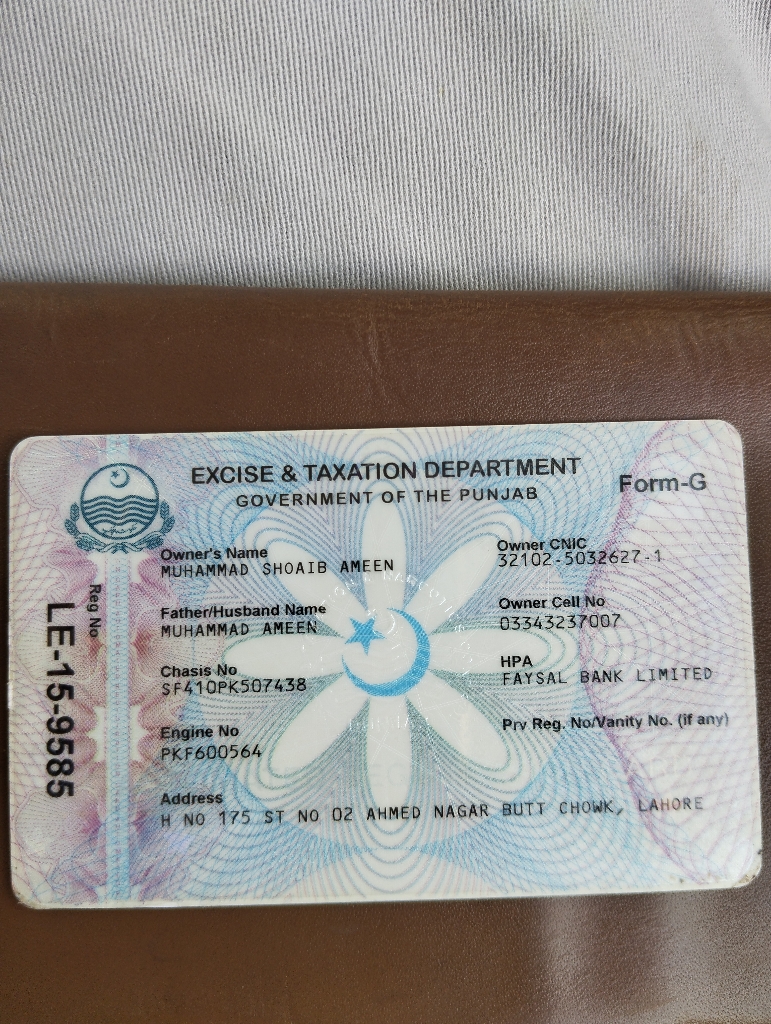 EXCISE & TAXATION DEPARTMENT
GOVERNMENT OF THE PUNJAB
Form-G
Reg No
LE-15-9585
Owner's Name
MUHAMMAD SHOAIB AMEEN
Owner CNIC
32102-5032627-1
Father/Husband Name
MUHAMMAD AMEEN
Owner Cell No
03343237007
Chasis No
SF410PK507438
HPA
FAYSAL BANK LIMITED
Engine No
PKF600564
Prv Reg. No/Vanity No. (if any)
Address
H NO 175 ST NO 02 AHMED NAGAR BUTT CHOWK, LAHORE